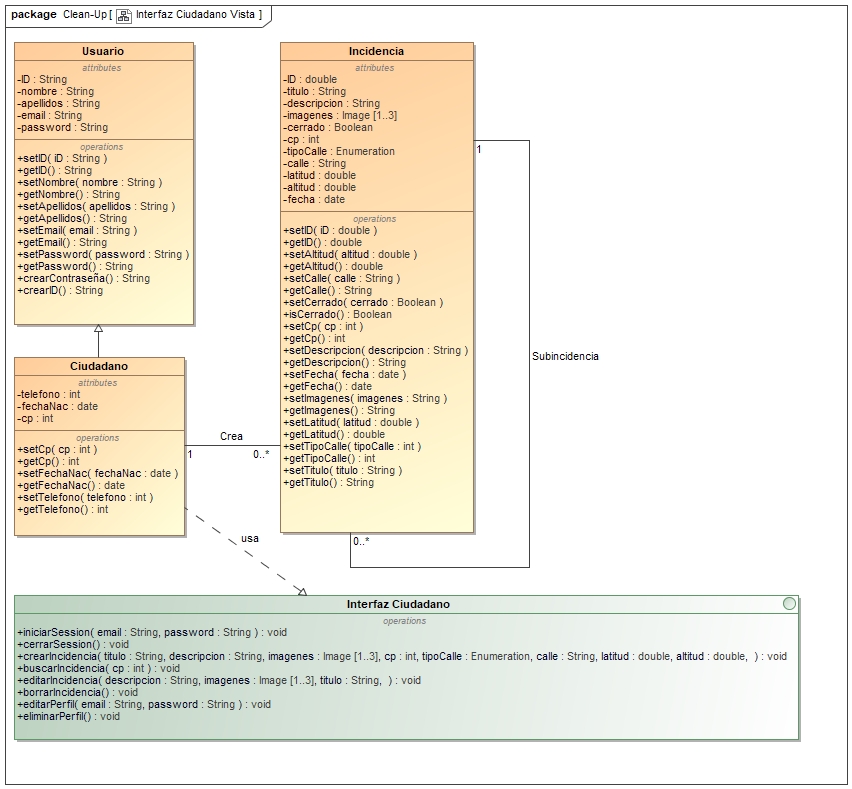 package Clean-Up [ Interfaz Ciudadano Vista ]
Usuario
attributes
-ID : String
-nombre : String
-apellidos : String
-email : String
-password : String
operations
+setID( iD : String )
+getID() : String
+setNombre( nombre : String )
+getNombre() : String
+setApellidos( apellidos : String )
+getApellidos() : String
+setEmail( email : String )
+getEmail() : String
+setPassword( password : String )
+getPassword() : String
+crearContraseña() : String
+crearID() : String
Incidencia
attributes
-ID : double
-titulo : String
-descripcion : String
-imagenes : Image [1..3]
-cerrado : Boolean
-cp : int
-tipoCalle : Enumeration
-calle : String
-latitud : double
-altitud : double
-fecha : date
operations
+setID( iD : double )
+getID() : double
+setAltitud( altitud : double )
+getAltitud() : double
+setCalle( calle : String )
+getCalle() : String
+setCerrado( cerrado : Boolean )
+isCerrado() : Boolean
+setCp( cp : int )
+getCp() : int
+setDescripcion( descripcion : String )
+getDescripcion() : String
+setFecha( fecha : date )
+getFecha() : date
+setImagenes( imagenes : String )
+getImagenes() : String
+setLatitud( latitud : double )
+getLatitud() : double
+setTipoCalle( tipoCalle : int )
+getTipoCalle() : int
+setTitulo( titulo : String )
+getTitulo() : String
1
Subincidencia
0..*
Ciudadano
attributes
-telefono : int
-fechaNac : date
-cp : int
operations
+setCp( cp : int )
+getCp() : int
+setFechaNac( fechaNac : date )
+getFechaNac() : date
+setTelefono( telefono : int )
+getTelefono() : int
Crea
1
0..*
usa
Interfaz Ciudadano
operations
+iniciarSession( email : String, password : String ) : void
+cerrarSession() : void
+crearIncidencia( titulo : String, descripcion : String, imagenes : Image [1..3], cp : int, tipoCalle : Enumeration, calle : String, latitud : double, altitud : double,  ) : void
+buscarIncidencia( cp : int ) : void
+editarIncidencia( descripcion : String, imagenes : Image [1..3], titulo : String,  ) : void
+borrarIncidencia() : void
+editarPerfil( email : String, password : String ) : void
+eliminarPerfil() : void